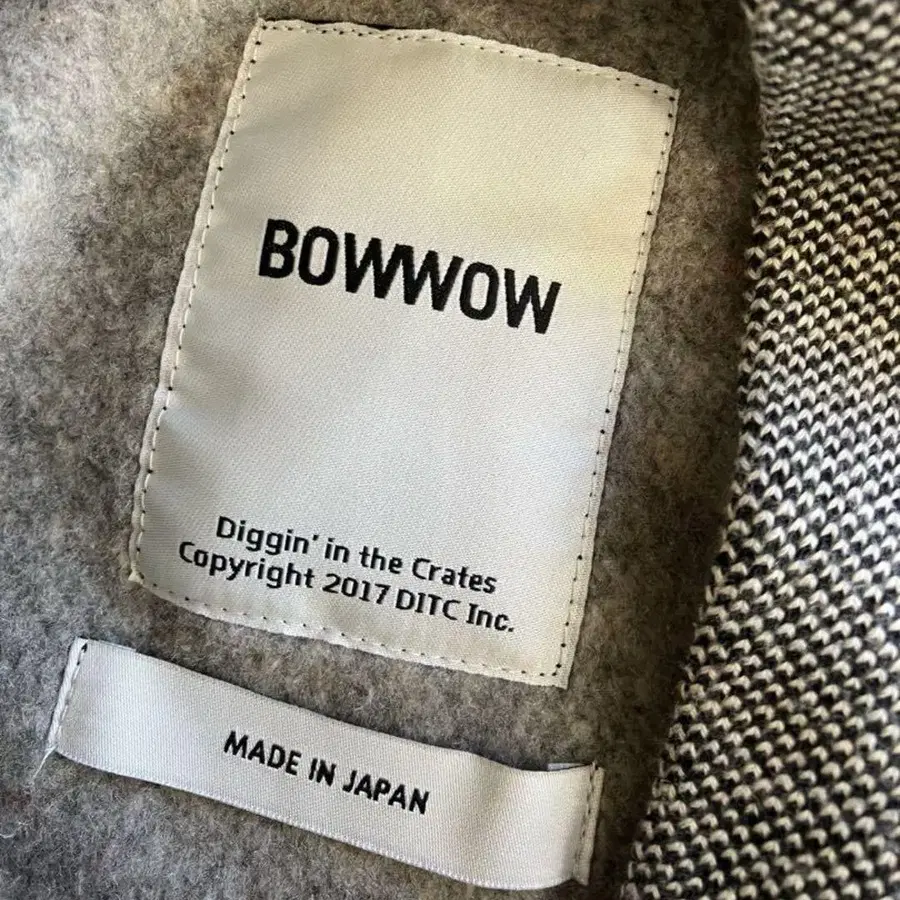 BOWWOW
Diggin' in the Crates
Copyright 2017 DITC Inc.
MADE IN JAPAN